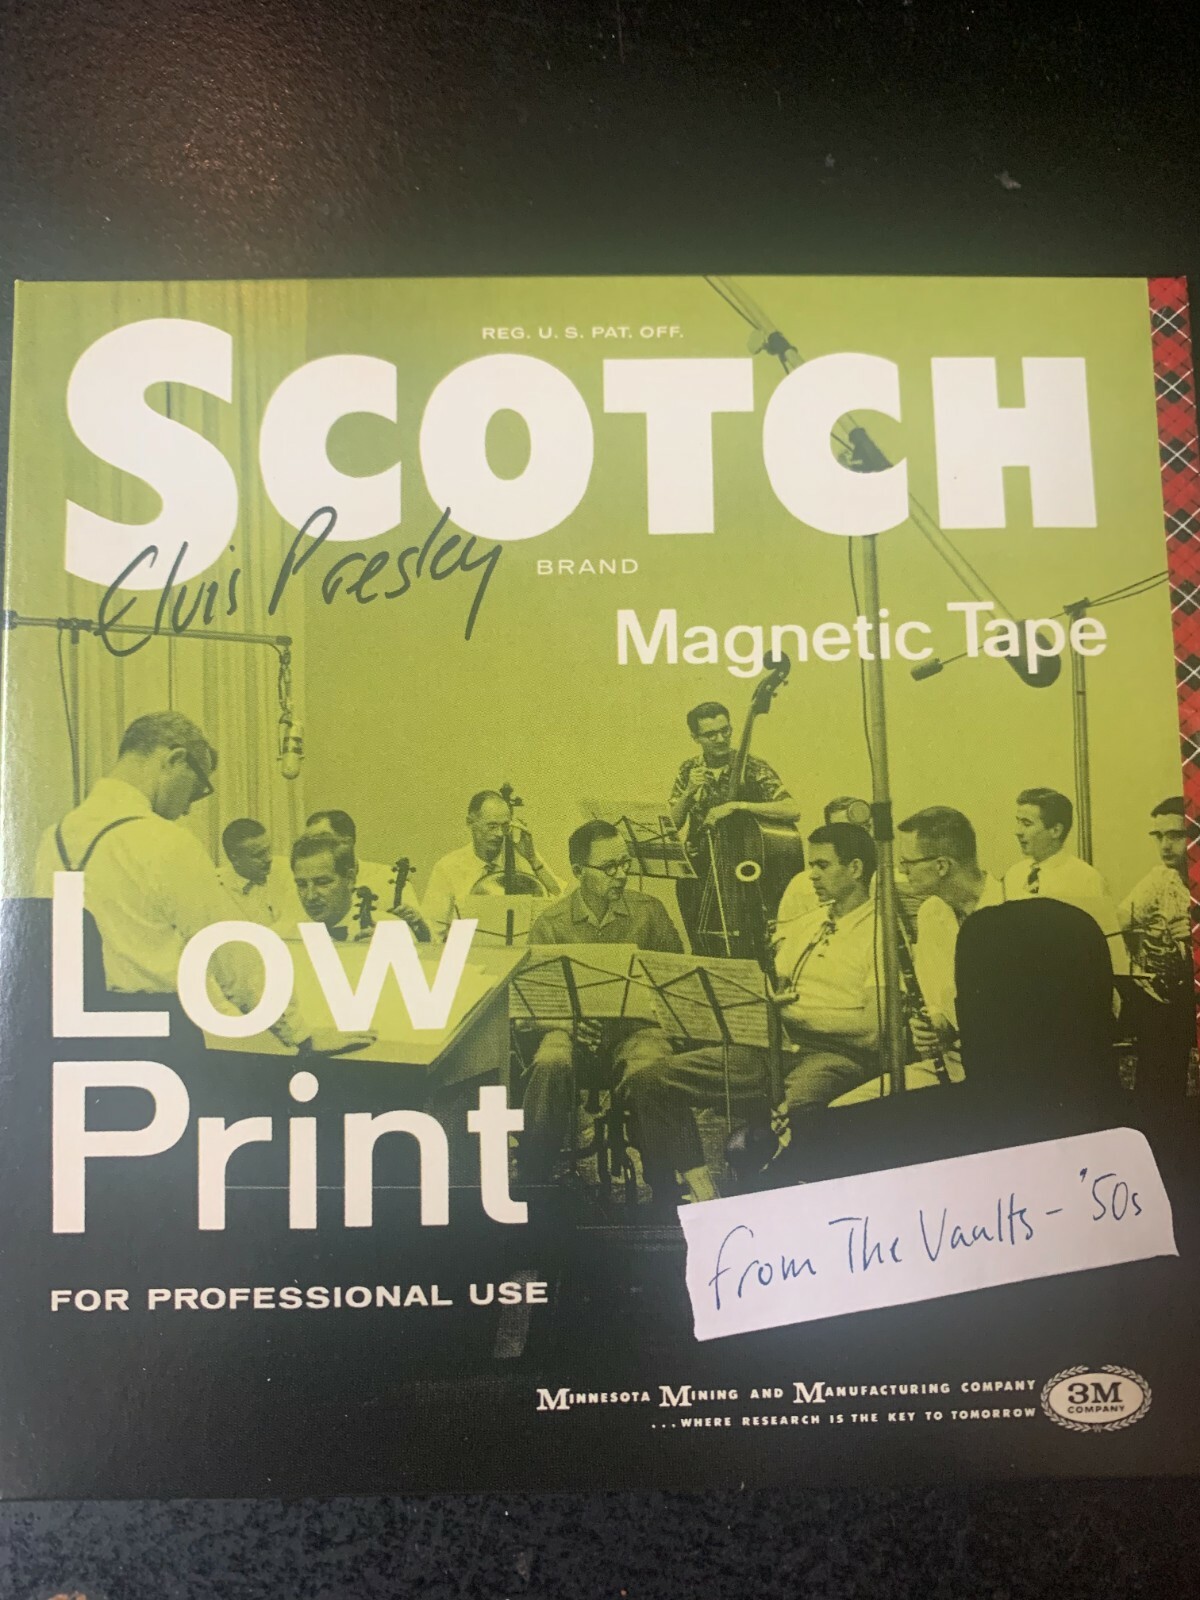 REG. U. S. PAT. OFF.
SCOTCH
Elvis Presley
BRAND
Magnetic Tape
Low
Print
from The Vaults - '50s
FOR PROFESSIONAL USE
MINNESOTA MINING AND MANUFACTURING COMPANY
...WHERE RESEARCH IS THE KEY TO TOMORROW
3M
COMPANY